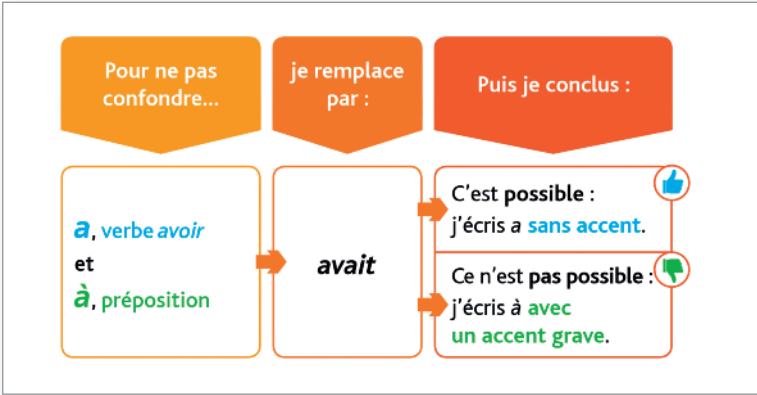 Pour ne pas
confondre...
je remplace
par :
Puis je conclus :
a, verbe avoir
et
à, préposition
avait
C'est possible :
j'écris a sans accent.
Ce n'est pas possible :
j'écris à avec
un accent grave.